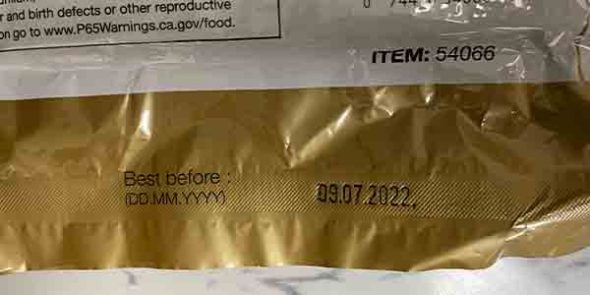 and birth defects or other reproductive
on go to www.P65Warnings.ca.gov/food.
ITEM: 54066
Best before :
(DD.MM.YYYY)
09.07.2022.